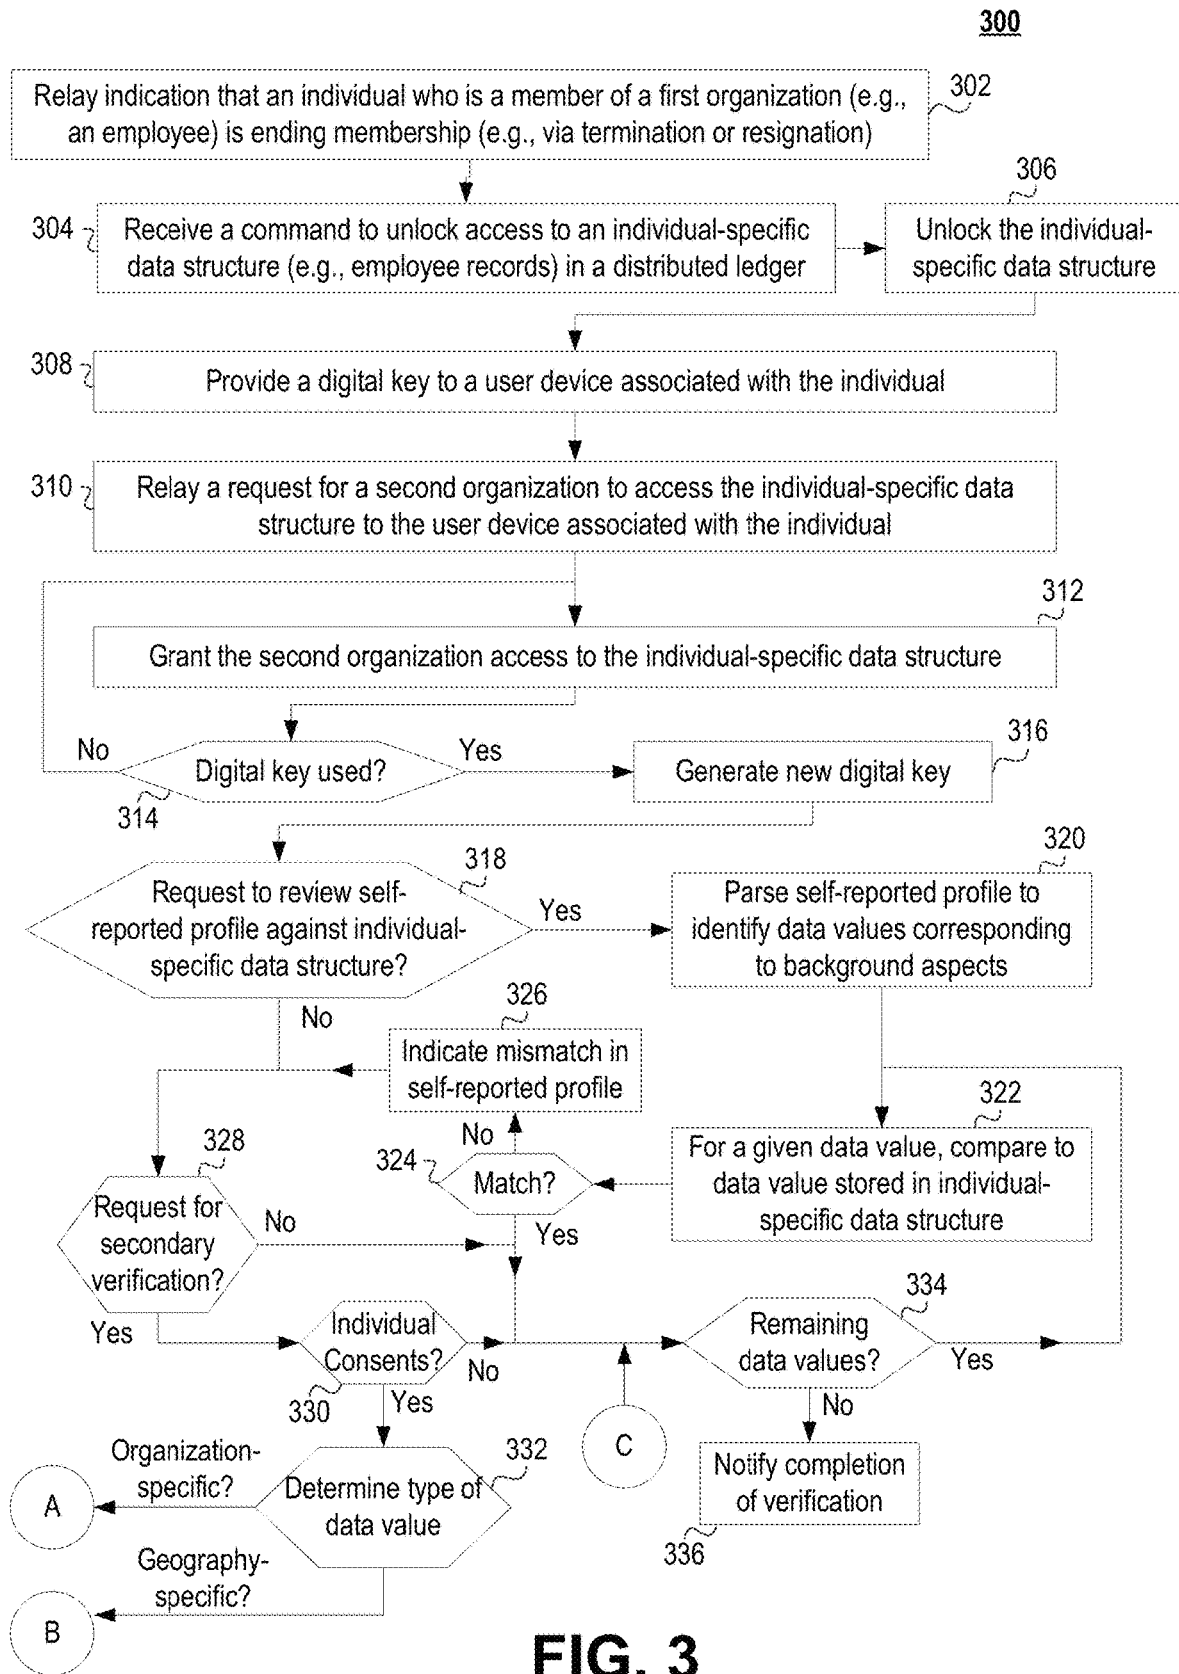 300
Relay indication that an individual who is a member of a first organization (e.g.,
an employee) is ending membership (e.g., via termination or resignation)
302
304
Receive a command to unlock access to an individual-specific
data structure (e.g., employee records) in a distributed ledger
306
Unlock the individual-
specific data structure
308
Provide a digital key to a user device associated with the individual
310
Relay a request for a second organization to access the individual-specific data
structure to the user device associated with the individual
312
Grant the second organization access to the individual-specific data structure
No
Digital key used?
Yes
314
316
Generate new digital key
318
Request to review self-
reported profile against individual-
specific data structure?
Yes
No
320
Parse self-reported profile to
identify data values corresponding
to background aspects
326
Indicate mismatch in
self-reported profile
322
For a given data value, compare to
data value stored in individual-
specific data structure
324
No
Match?
Yes
328
Request for
secondary
verification?
No
Yes
Individual
Consents?
No
330
Yes
334
Remaining
data values?
Yes
No
C
Notify completion
of verification
336
332
Determine type of
data value
Organization-
specific?
A
Geography-
specific?
B
FIG. 3